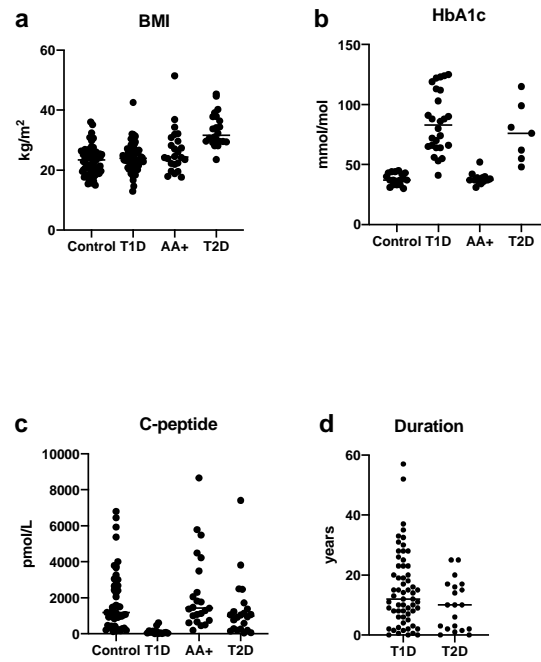 a
BMI
kg/m²
60
40
20
0
Control T1D AA+ T2D
b
HbA1c
mmol/mol
150
100
50
0
Control T1D AA+ T2D
c
C-peptide
pmol/L
10000
8000
6000
4000
2000
0
Control T1D AA+ T2D
d
Duration
years
60
40
20
0
T1D T2D